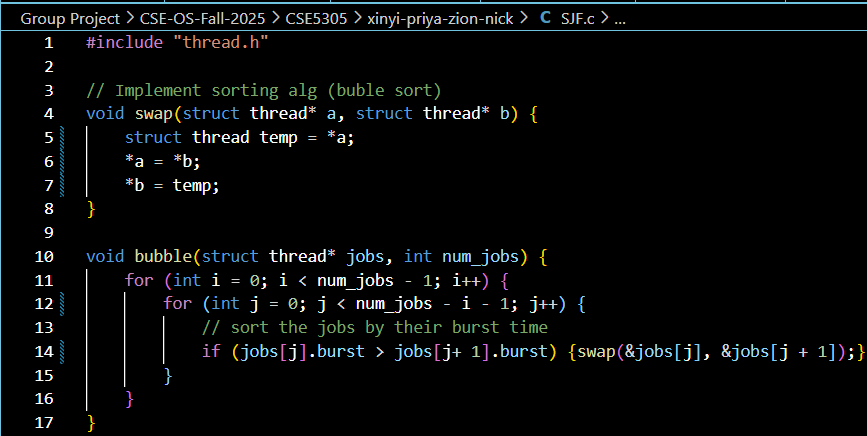 Group Project > CSE-OS-Fall-2025 > CSE5305 > xinyi-priya-zion-nick > C SJF.c > ...
1 #include "thread.h"
2
3 // Implement sorting alg (buble sort)
4 void swap(struct thread* a, struct thread* b) {
5     struct thread temp = *a;
6     *a = *b;
7     *b = temp;
8 }
9
10 void bubble(struct thread* jobs, int num_jobs) {
11     for (int i = 0; i < num_jobs - 1; i++) {
12         for (int j = 0; j < num_jobs - i - 1; j++) {
13             // sort the jobs by their burst time
14             if (jobs[j].burst > jobs[j+ 1].burst) {swap(&jobs[j], &jobs[j + 1]);}
15         }
16     }
17 }